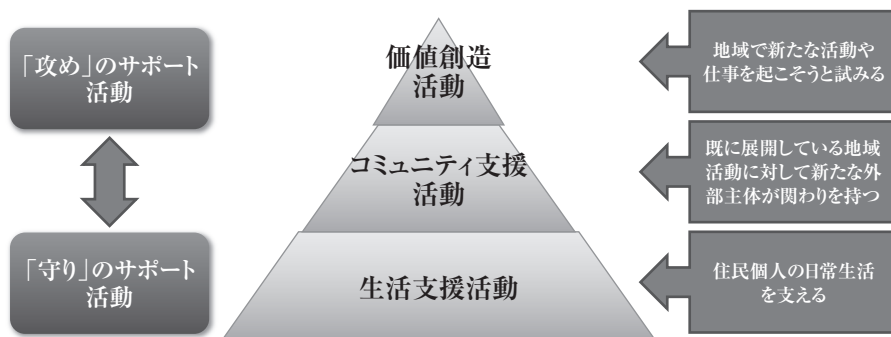 「攻め」のサポート
活動
「守り」のサポート
活動
価値創造
活動
コミュニティ支援
活動
生活支援活動
地域で新たな活動や
仕事を起こそうと試みる
既に展開している地域
活動に対して新たな外
部主体が関わりを持つ
住民個人の日常生活
を支える